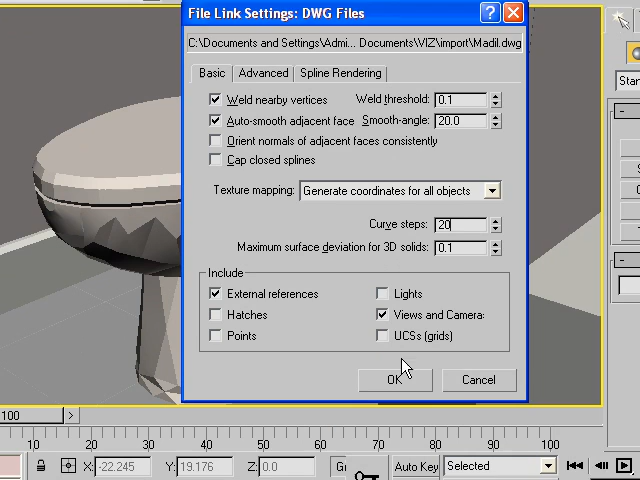 File Link Settings: DWG Files
C:\Documents and Settings\Admi... Documents\VIZ\import\Madil.dwg
Basic Advanced Spline Rendering
Weld nearby vertices Weld threshold: 0.1
Auto-smooth adjacent face Smooth-angle: 20.0
Orient normals of adjacent faces consistently
Cap closed splines
Texture mapping: Generate coordinates for all objects
Curve steps: 20
Maximum surface deviation for 3D solids: 0.1
Include
External references Lights
Hatches Views and Camera:
Points UCSs (grids)
OK Cancel
Star
100 >
10 20 30 40 50 60 70 80 90 100
X: -22.245 Y: 19.176 Z: 0.0 Auto Key Selected